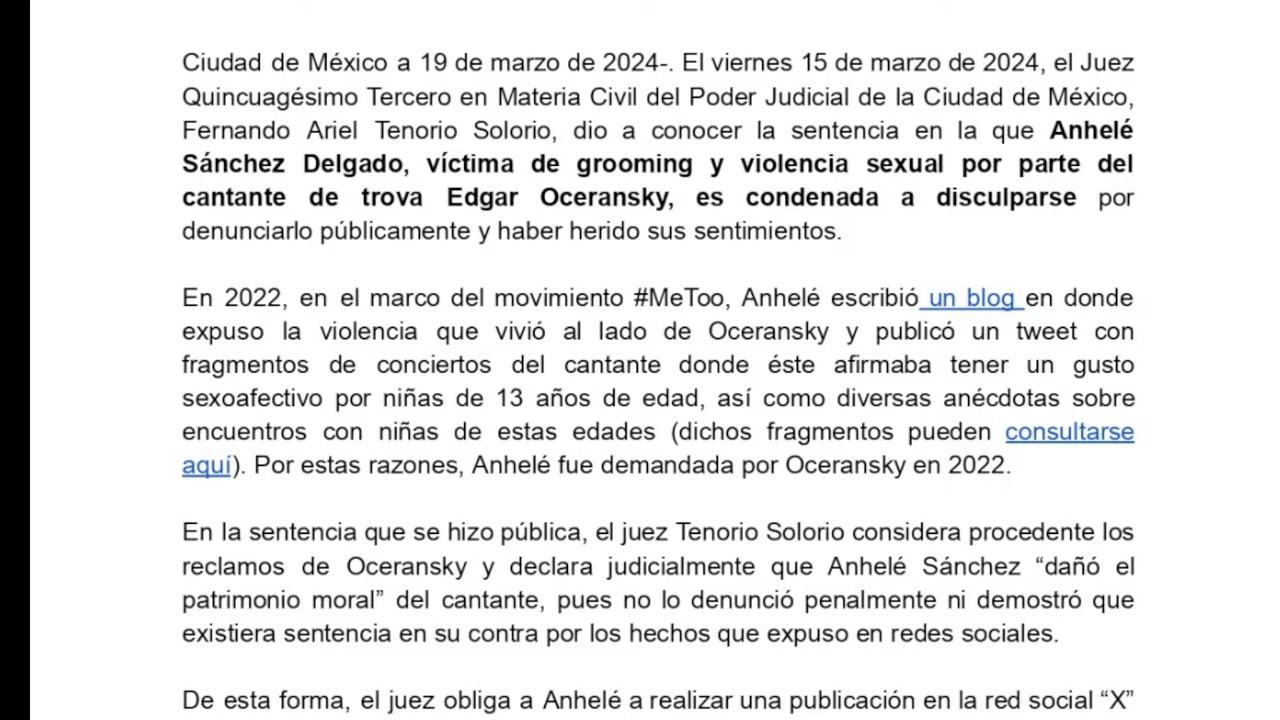 Ciudad de México a 19 de marzo de 2024-. El viernes 15 de marzo de 2024, el Juez
Quincuagésimo Tercero en Materia Civil del Poder Judicial de la Ciudad de México,
Fernando Ariel Tenorio Solorio, dio a conocer la sentencia en la que Anhelé
Sánchez Delgado, víctima de grooming y violencia sexual por parte del
cantante de trova Edgar Oceransky, es condenada a disculparse por
denunciarlo públicamente y haber herido sus sentimientos.
En 2022, en el marco del movimiento #MeToo, Anhelé escribió un blog en donde
expuso la violencia que vivió al lado de Oceransky y publicó un tweet con
fragmentos de conciertos del cantante donde éste afirmaba tener un gusto
sexoafectivo por niñas de 13 años de edad, así como diversas anécdotas sobre
encuentros con niñas de estas edades (dichos fragmentos pueden consultarse
aquí). Por estas razones, Anhelé fue demandada por Oceransky en 2022.
En la sentencia que se hizo pública, el juez Tenorio Solorio considera procedente los
reclamos de Oceransky y declara judicialmente que Anhelé Sánchez “dañó el
patrimonio moral” del cantante, pues no lo denunció penalmente ni demostró que
existiera sentencia en su contra por los hechos que expuso en redes sociales.
De esta forma, el juez obliga a Anhelé a realizar una publicación en la red social “X”